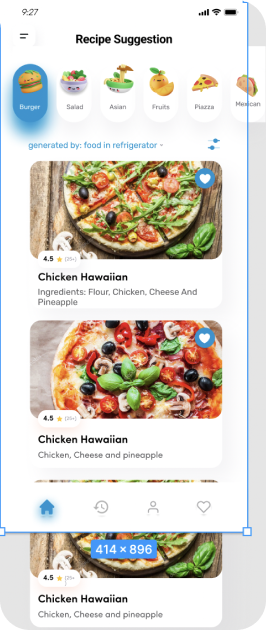 9:27
Recipe Suggestion
Burger
Salad
Asian
Fruits
Piazza
Mexican
generated by: food in refrigerator -
4.5 (25+)
Chicken Hawaiian
Ingredients: Flour, Chicken, Cheese And
Pineapple
4.5 (25+)
Chicken Hawaiian
Chicken, Cheese and pineapple
414 × 896
4.5 (25+
Chicken Hawaiian
Chicken, Cheese and pineapple